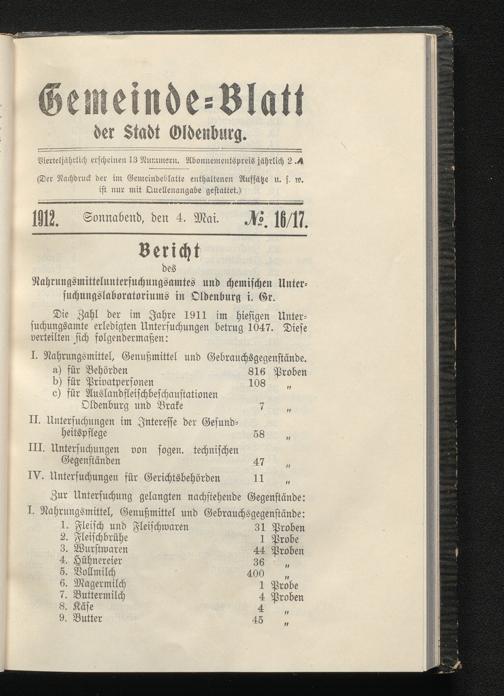 Gemeinde=Blatt
der Stadt Oldenburg.
Vierteljährlich erscheinen 13 Nummern. Abonnementspreis jährlich 2 ℳ
(Der Nachdruck der im Gemeindeblatte enthaltenen Aufsätze u. s. w.
ist nur mit Quellenangabe gestattet.)
1912. Sonnabend, den 4. Mai. №. 16/17.
Bericht
des
Nahrungsmitteluntersuchungsamtes und chemischen Unter-
suchungslaboratoriums in Oldenburg i. Gr.
Die Zahl der im Jahre 1911 im hiesigen Unter-
suchungsamte erledigten Untersuchungen betrug 1047. Diese
verteilten sich folgendermaßen:
I. Nahrungsmittel, Genußmittel und Gebrauchsgegenstände.
a) für Behörden 816 Proben
b) für Privatpersonen 108 „
c) für Auslandfleischbeschaustationen
Oldenburg und Brake 7 „
II. Untersuchungen im Interesse der Gesund-
heitspflege 58 „
III. Untersuchungen von sogen. technischen
Gegenständen 47 „
IV. Untersuchungen für Gerichtsbehörden 11 „
Zur Untersuchung gelangten nachstehende Gegenstände:
I. Nahrungsmittel, Genußmittel und Gebrauchsgegenstände:
1. Fleisch und Fleischwaren 31 Proben
2. Fleischbrühe 1 Probe
3. Wurstwaren 44 Proben
4. Hühnereier 36 „
5. Vollmilch 400 „
6. Magermilch 1 Probe
7. Buttermilch 4 Proben
8. Käse 4 „
9. Butter 45 „